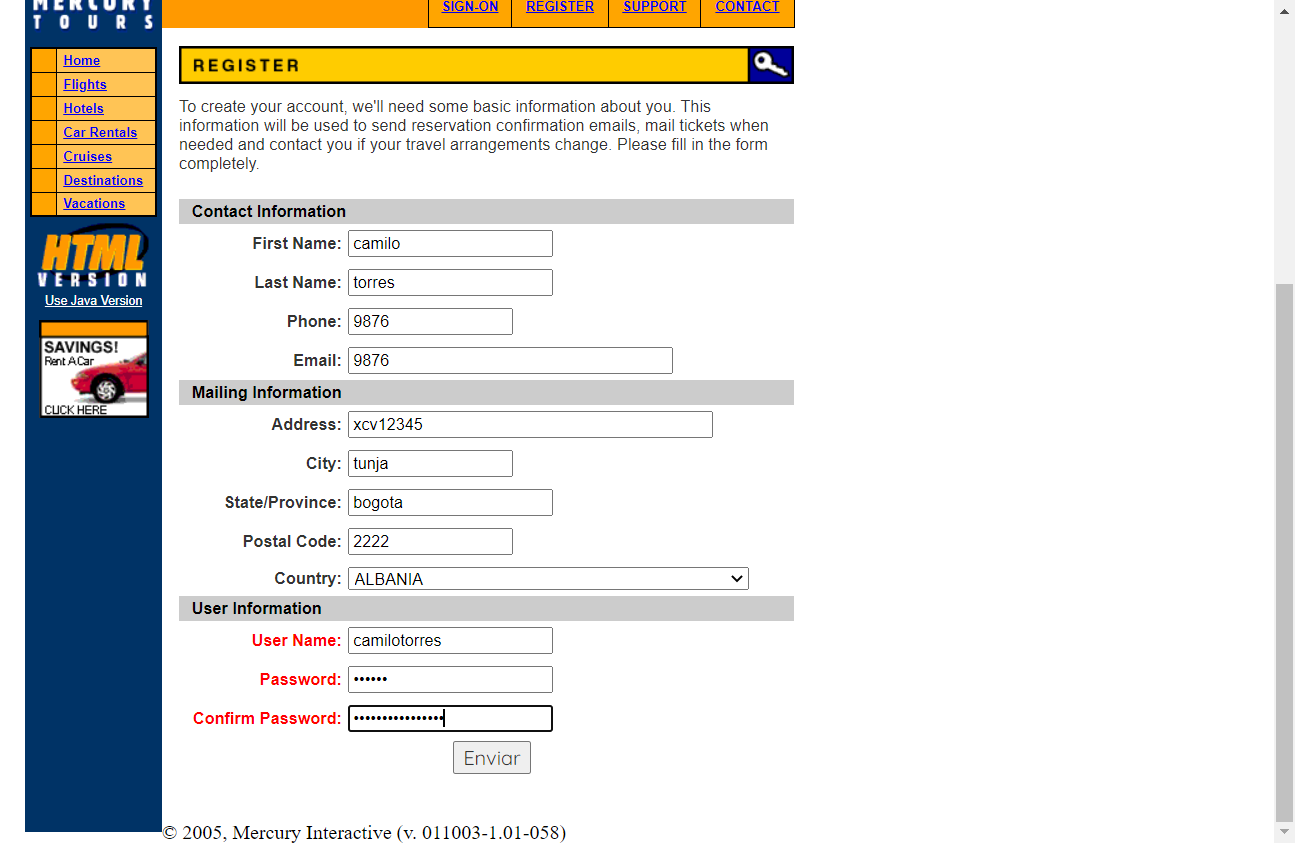 MERCURY
TOURS
SIGN-ON REGISTER SUPPORT CONTACT
Home
Flights
Hotels
Car Rentals
Cruises
Destinations
Vacations
HTML
VERSION
Use Java Version
SAVINGS!
Rent A Car
CLICK HERE
REGISTER
To create your account, we'll need some basic information about you. This
information will be used to send reservation confirmation emails, mail tickets when
needed and contact you if your travel arrangements change. Please fill in the form
completely.
Contact Information
First Name: camilo
Last Name: torres
Phone: 9876
Email: 9876
Mailing Information
Address: xcv12345
City: tunja
State/Province: bogota
Postal Code: 2222
Country: ALBANIA
User Information
User Name: camilotorres
Password: ••••••
Confirm Password: ••••••••••••••••
Enviar
© 2005, Mercury Interactive (v. 011003-1.01-058)